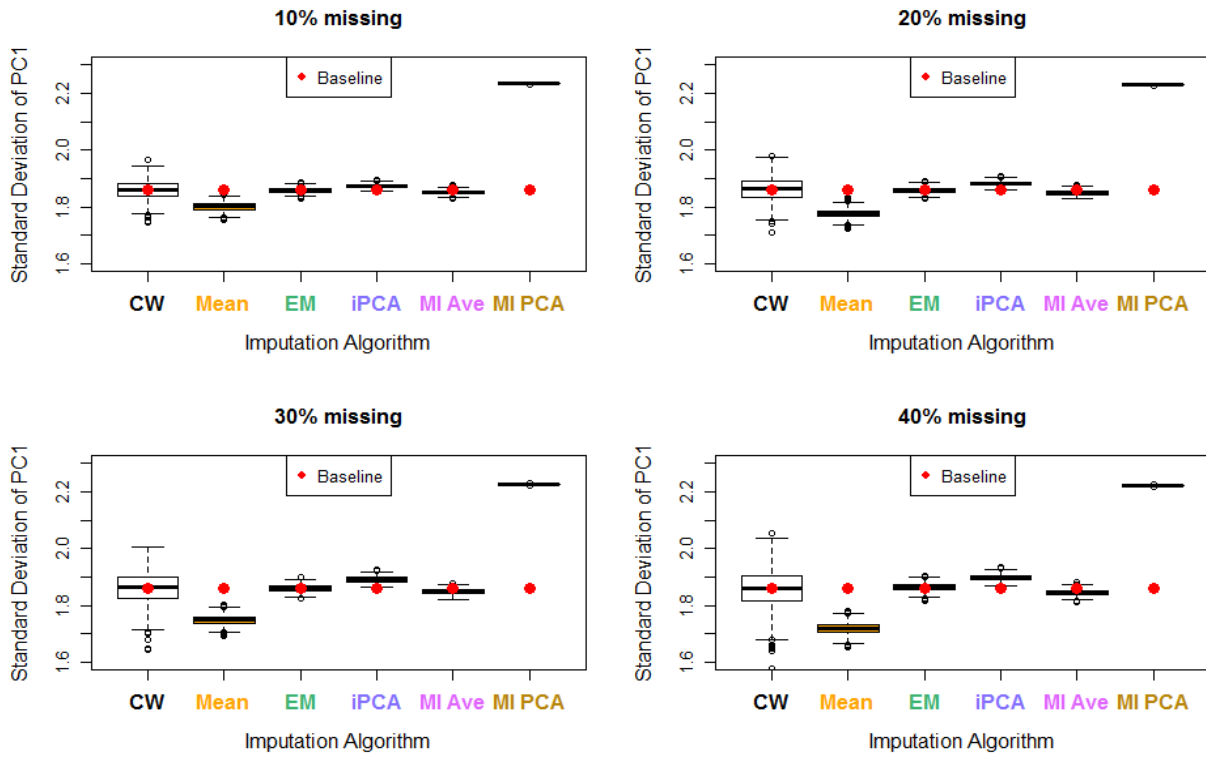 10% missing
Standard Deviation of PC1
2.2
2.0
1.8
1.6
Baseline
CW Mean EM iPCA MI Ave MI PCA
Imputation Algorithm
20% missing
Standard Deviation of PC1
2.2
2.0
1.8
1.6
Baseline
CW Mean EM iPCA MI Ave MI PCA
Imputation Algorithm
30% missing
Standard Deviation of PC1
2.2
2.0
1.8
1.6
Baseline
CW Mean EM iPCA MI Ave MI PCA
Imputation Algorithm
40% missing
Standard Deviation of PC1
2.2
2.0
1.8
1.6
Baseline
CW Mean EM iPCA MI Ave MI PCA
Imputation Algorithm